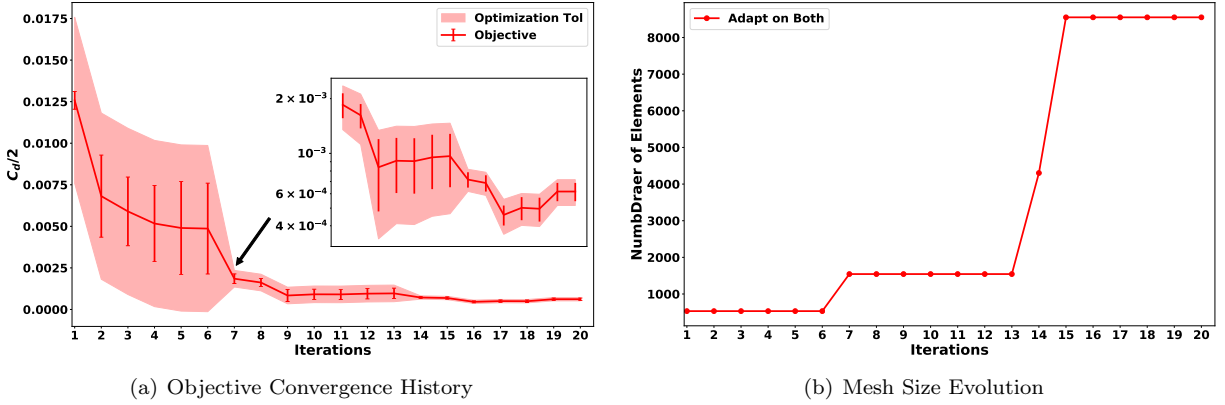 0.0175
0.0150
0.0125
0.0100
0.0075
0.0050
0.0025
0.0000
C_d/2
Optimization Tol
Objective
2 × 10⁻³
10⁻³
6 × 10⁻⁴
4 × 10⁻⁴
1 2 3 4 5 6 7 8 9 10 11 12 13 14 15 16 17 18 19 20
Iterations
(a) Objective Convergence History
8000
7000
6000
5000
4000
3000
2000
1000
NumbDraer of Elements
Adapt on Both
1 2 3 4 5 6 7 8 9 10 11 12 13 14 15 16 17 18 19 20
Iterations
(b) Mesh Size Evolution